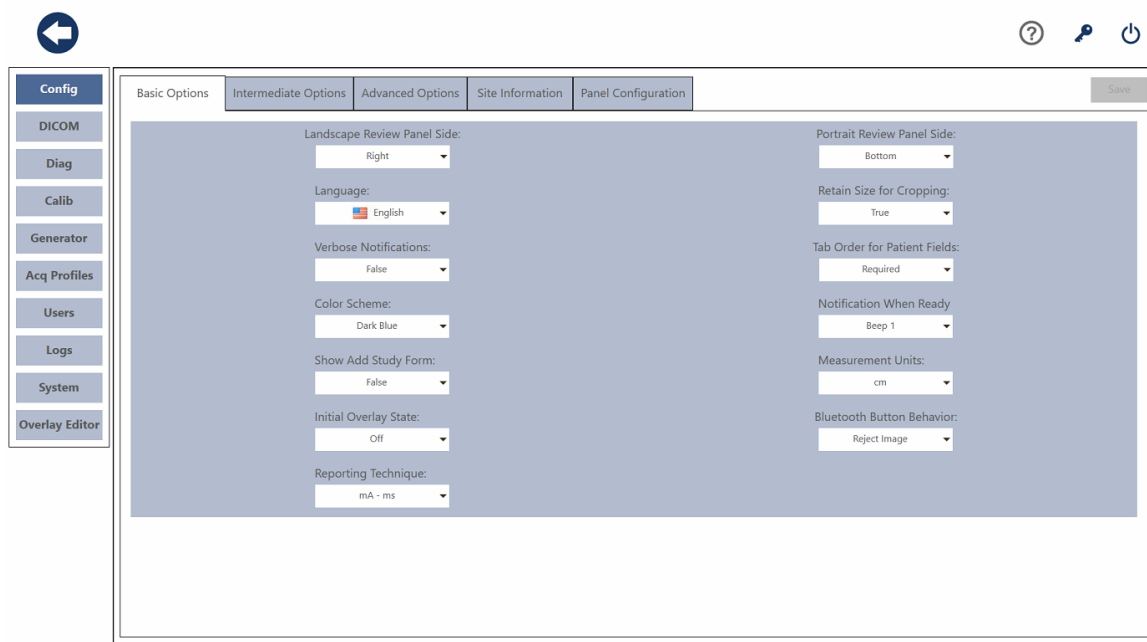 ?
Config
DICOM
Diag
Calib
Generator
Acq Profiles
Users
Logs
System
Overlay Editor
Basic Options Intermediate Options Advanced Options Site Information Panel Configuration Save
Landscape Review Panel Side: Portrait Review Panel Side:
Right Bottom
Language: Retain Size for Cropping:
English True
Verbose Notifications: Tab Order for Patient Fields:
False Required
Color Scheme: Notification When Ready
Dark Blue Beep 1
Show Add Study Form: Measurement Units:
False cm
Initial Overlay State: Bluetooth Button Behavior:
Off Reject Image
Reporting Technique:
mA - ms